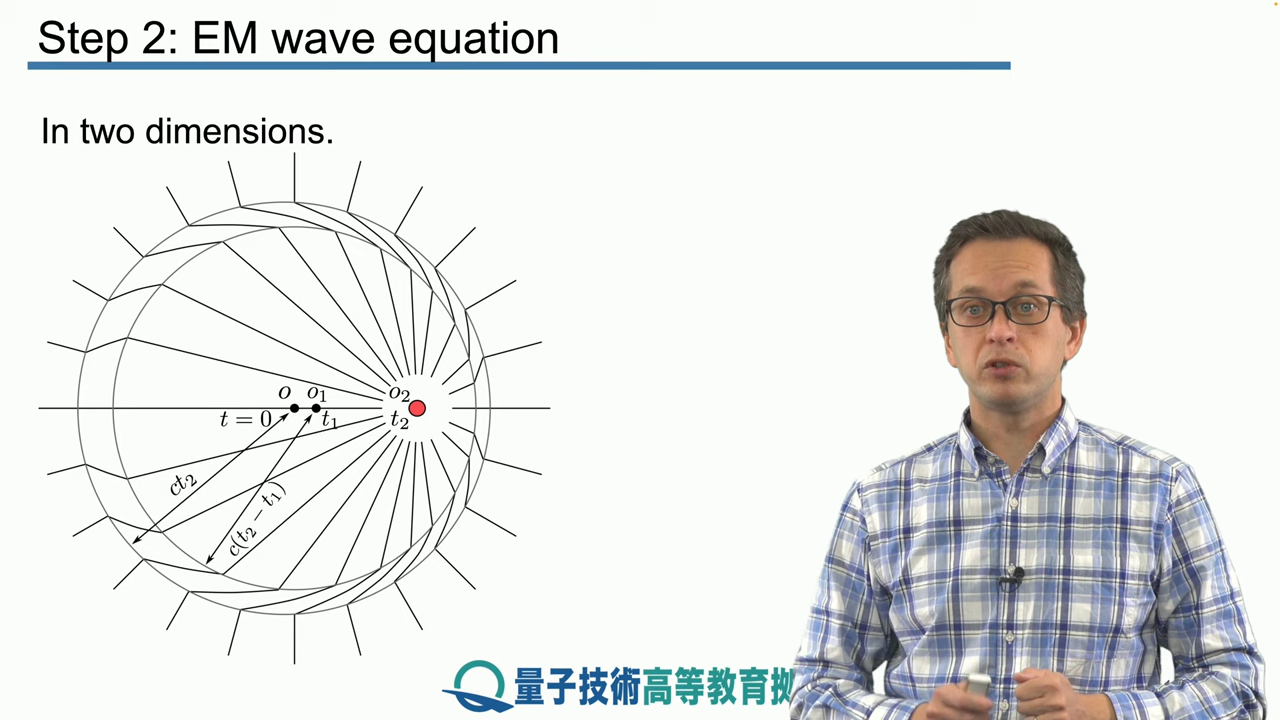 Step 2: EM wave equation
In two dimensions.
o o₁ o₂
t = 0 t₁ t₂
ct₂
c(t₂ − t₁)
量子技術高等教育拠